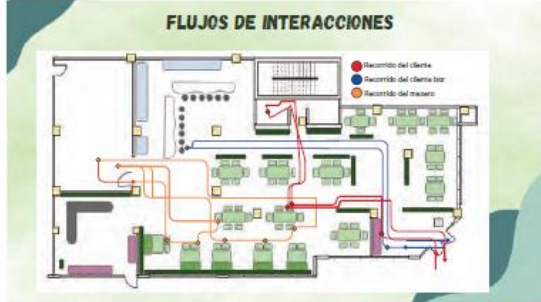 FLUJOS DE INTERACCIONES
Recorrido del cliente
Recorrido del cliente bar
Recorrido del mesero